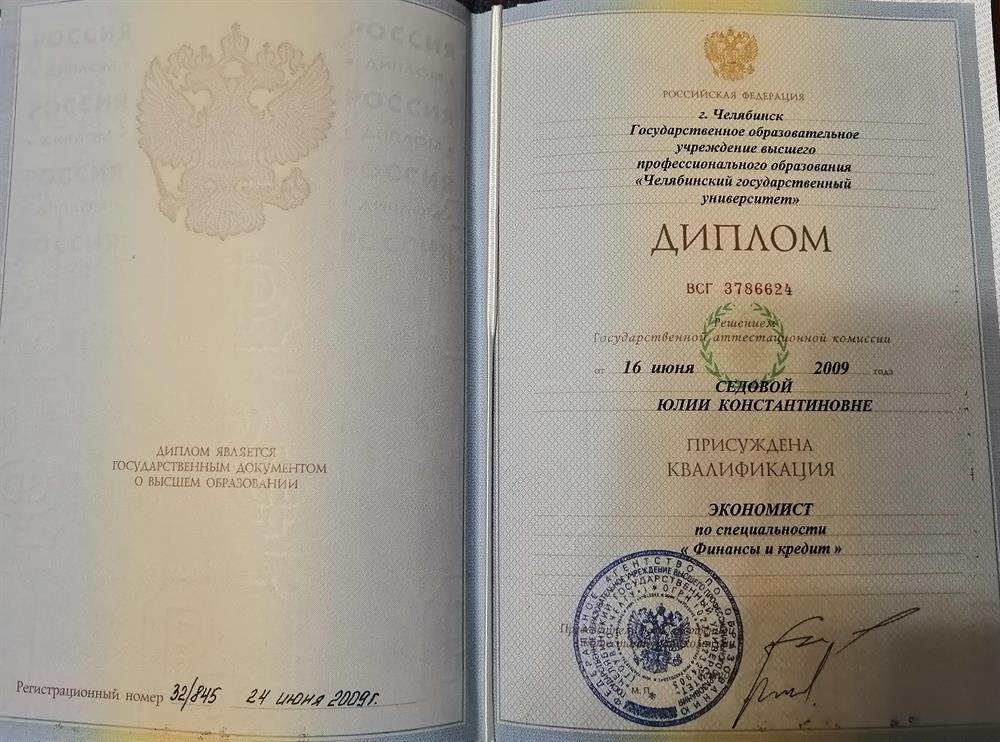 ДИПЛОМ ЯВЛЯЕТСЯ
ГОСУДАРСТВЕННЫМ ДОКУМЕНТОМ
О ВЫСШЕМ ОБРАЗОВАНИИ
Регистрационный номер 32/845 24 июня 2009г.
РОССИЙСКАЯ ФЕДЕРАЦИЯ
г. Челябинск
Государственное образовательное
учреждение высшего
профессионального образования
«Челябинский государственный
университет»
ДИПЛОМ
ВСГ 3786624
Решением
Государственной аттестационной комиссии
от 16 июня 2009 года
СЕДОВОЙ
ЮЛИИ КОНСТАНТИНОВНЕ
ПРИСУЖДЕНА
КВАЛИФИКАЦИЯ
ЭКОНОМИСТ
по специальности
« Финансы и кредит »
М. П.